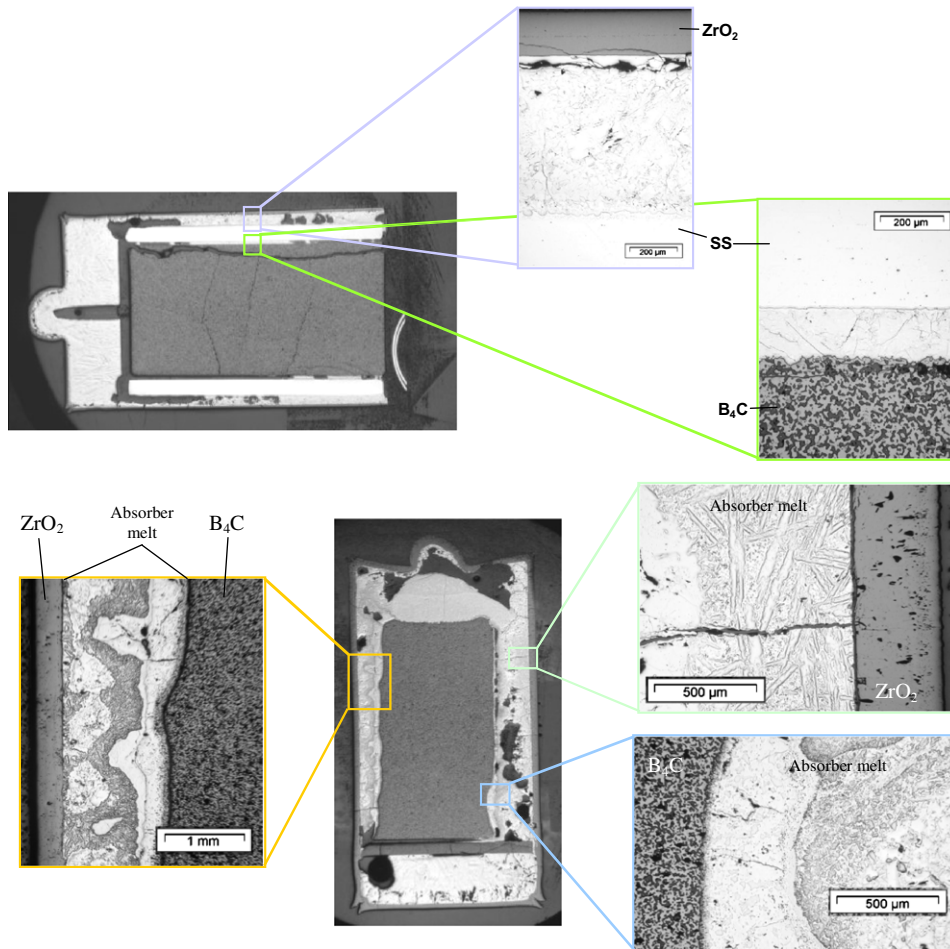 ZrO₂
200 µm
SS
200 µm
B₄C
ZrO₂
Absorber
melt
B₄C
1 mm
Absorber melt
500 µm
ZrO₂
B₄C
Absorber melt
500 µm